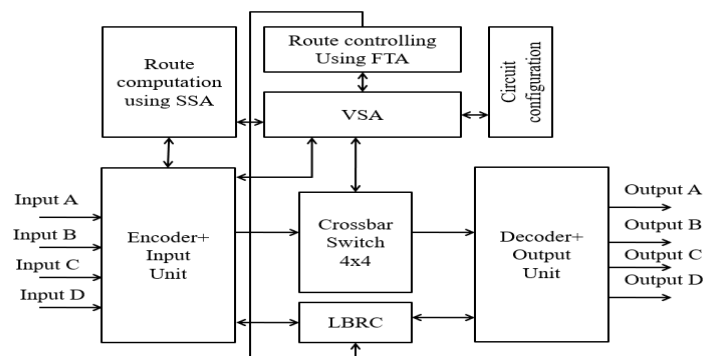 Route
computation
using SSA
Route controlling
Using FTA
VSA
Circuit
configuration
Input A
Input B
Input C
Input D
Encoder+
Input
Unit
Crossbar
Switch
4x4
LBRC
Decoder+
Output
Unit
Output A
Output B
Output C
Output D